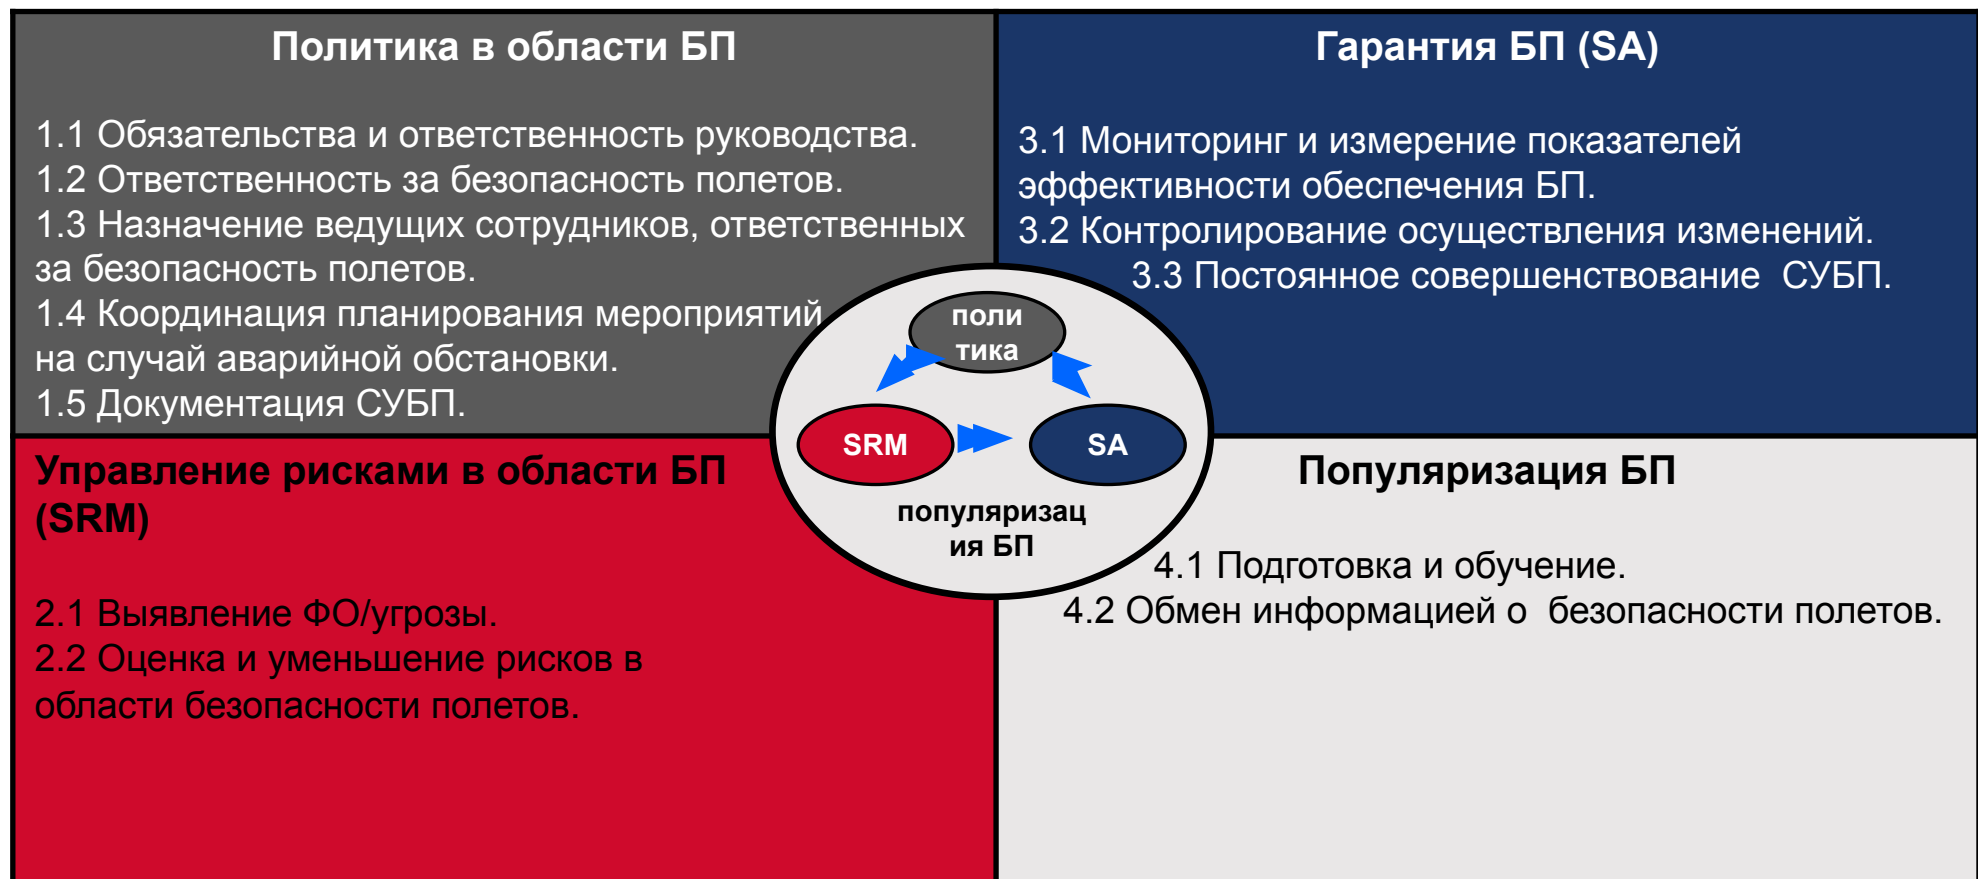 Политика в области БП
1.1 Обязательства и ответственность руководства.
1.2 Ответственность за безопасность полетов.
1.3 Назначение ведущих сотрудников, ответственных
за безопасность полетов.
1.4 Координация планирования мероприятий
на случай аварийной обстановки.
1.5 Документация СУБП.
Гарантия БП (SA)
3.1 Мониторинг и измерение показателей
эффективности обеспечения БП.
3.2 Контролирование осуществления изменений.
3.3 Постоянное совершенствование СУБП.
поли
тика
SRM
SA
популяризац
ия БП
Управление рисками в области БП
(SRM)
2.1 Выявление ФО/угрозы.
2.2 Оценка и уменьшение рисков в
области безопасности полетов.
Популяризация БП
4.1 Подготовка и обучение.
4.2 Обмен информацией о безопасности полетов.